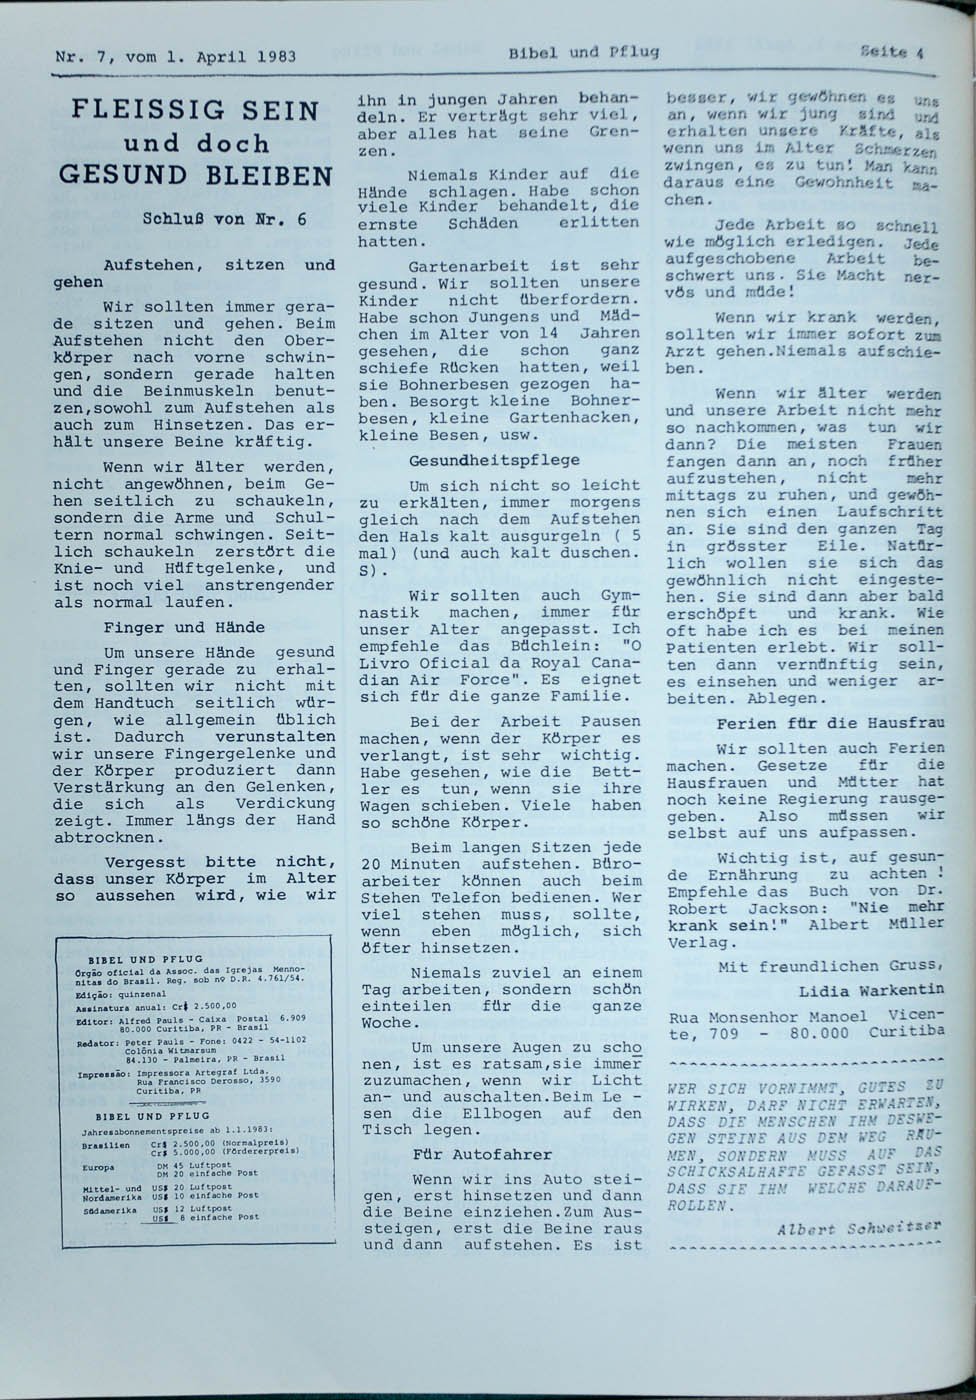 Nr. 7, vom 1. April 1983
Bibel und Pflug
Seite 4
FLEISSIG SEIN
und doch
GESUND BLEIBEN
Schluß von Nr. 6
Aufstehen, sitzen und
gehen
Wir sollten immer gera-
de sitzen und gehen. Beim
Aufstehen nicht den Ober-
körper nach vorne schwin-
gen, sondern gerade halten
und die Beinmuskeln benut-
zen,sowohl zum Aufstehen als
auch zum Hinsetzen. Das er-
hält unsere Beine kräftig.
Wenn wir älter werden,
nicht angewöhnen, beim Ge-
hen seitlich zu schaukeln,
sondern die Arme und Schul-
tern normal schwingen. Seit-
lich schaukeln zerstört die
Knie- und Hüftgelenke, und
ist noch viel anstrengender
als normal laufen.
Finger und Hände
Um unsere Hände gesund
und Finger gerade zu erhal-
ten, sollten wir nicht mit
dem Handtuch seitlich wür-
gen, wie allgemein üblich
ist. Dadurch verunstalten
wir unsere Fingergelenke und
der Körper produziert dann
Verstärkung an den Gelenken,
die sich als Verdickung
zeigt. Immer längs der Hand
abtrocknen.
Vergesst bitte nicht,
dass unser Körper im Alter
so aussehen wird, wie wir
BIBEL UND PFLUG
Órgão oficial da Assoc. das Igrejas Menno-
nitas do Brasil. Reg. sob nº D.R. 4.761/54.
Edição: quinzenal
Assinatura anual: Cr$ 2.500,00
Editor: Alfred Pauls - Caixa Postal 6.909
80.000 Curitiba, PR - Brasil
Redator: Peter Pauls - Fone: 0422 - 54-1102
Colônia Witmarsum
84.130 - Palmeira, PR - Brasil
Impressão: Impressora Artegraf Ltda.
Rua Francisco Derosso, 3590
Curitiba, PR
BIBEL UND PFLUG
Jahresabonnementspreise ab 1.1.1983:
Brasilien Cr$ 2.500,00 (Normalpreis)
Cr$ 5.000,00 (Fördererpreis)
Europa DM 45 Luftpost
DM 20 einfache Post
Mittel- und US$ 20 Luftpost
Nordamerika US$ 10 einfache Post
Südamerika US$ 12 Luftpost
US$ 8 einfache Post
ihn in jungen Jahren behan-
deln. Er verträgt sehr viel,
aber alles hat seine Gren-
zen.
Niemals Kinder auf die
Hände schlagen. Habe schon
viele Kinder behandelt, die
ernste Schäden erlitten
hatten.
Gartenarbeit ist sehr
gesund. Wir sollten unsere
Kinder nicht überfordern.
Habe schon Jungens und Mäd-
chen im Alter von 14 Jahren
gesehen, die schon ganz
schiefe Rücken hatten, weil
sie Bohnerbesen gezogen ha-
ben. Besorgt kleine Bohner-
besen, kleine Gartenhacken,
kleine Besen, usw.
Gesundheitspflege
Um sich nicht so leicht
zu erkälten, immer morgens
gleich nach dem Aufstehen
den Hals kalt ausgurgeln ( 5
mal) (und auch kalt duschen.
S).
Wir sollten auch Gym-
nastik machen, immer für
unser Alter angepasst. Ich
empfehle das Büchlein: "O
Livro Oficial da Royal Cana-
dian Air Force". Es eignet
sich für die ganze Familie.
Bei der Arbeit Pausen
machen, wenn der Körper es
verlangt, ist sehr wichtig.
Habe gesehen, wie die Bett-
ler es tun, wenn sie ihre
Wagen schieben. Viele haben
so schöne Körper.
Beim langen Sitzen jede
20 Minuten aufstehen. Büro-
arbeiter können auch beim
Stehen Telefon bedienen. Wer
viel stehen muss, sollte,
wenn eben möglich, sich
öfter hinsetzen.
Niemals zuviel an einem
Tag arbeiten, sondern schön
einteilen für die ganze
Woche.
Um unsere Augen zu scho
nen, ist es ratsam,sie immer
zuzumachen, wenn wir Licht
an- und auschalten.Beim Le -
sen die Ellbogen auf den
Tisch legen.
Für Autofahrer
Wenn wir ins Auto stei-
gen, erst hinsetzen und dann
die Beine einziehen.Zum Aus-
steigen, erst die Beine raus
und dann aufstehen. Es ist
besser, wir gewöhnen es uns
an, wenn wir jung sind und
erhalten unsere Kräfte, als
wenn uns im Alter Schmerzen
zwingen, es zu tun! Man kann
daraus eine Gewohnheit ma-
chen.
Jede Arbeit so schnell
wie möglich erledigen. Jede
aufgeschobene Arbeit be-
schwert uns. Sie Macht ner-
vös und müde!
Wenn wir krank werden,
sollten wir immer sofort zum
Arzt gehen.Niemals aufschie-
ben.
Wenn wir älter werden
und unsere Arbeit nicht mehr
so nachkommen, was tun wir
dann? Die meisten Frauen
fangen dann an, noch früher
aufzustehen, nicht mehr
mittags zu ruhen, und gewöh-
nen sich einen Laufschritt
an. Sie sind den ganzen Tag
in grösster Eile. Natür-
lich wollen sie sich das
gewöhnlich nicht eingeste-
hen. Sie sind dann aber bald
erschöpft und krank. Wie
oft habe ich es bei meinen
Patienten erlebt. Wir soll-
ten dann vernünftig sein,
es einsehen und weniger ar-
beiten. Ablegen.
Ferien für die Hausfrau
Wir sollten auch Ferien
machen. Gesetze für die
Hausfrauen und Mütter hat
noch keine Regierung rausge-
geben. Also müssen wir
selbst auf uns aufpassen.
Wichtig ist, auf gesun-
de Ernährung zu achten !
Empfehle das Buch von Dr.
Robert Jackson: "Nie mehr
krank sein!" Albert Müller
Verlag.
Mit freundlichen Gruss,
Lidia Warkentin
Rua Monsenhor Manoel Vicen-
te, 709 - 80.000 Curitiba
WER SICH VORNIMMT, GUTES ZU
WIRKEN, DARF NICHT ERWARTEN,
DASS DIE MENSCHEN IHM DESWE-
GEN STEINE AUS DEM WEG RÄU-
MEN, SONDERN MUSS AUF DAS
SCHICKSALHAFTE GEFASST SEIN,
DASS SIE IHM WELCHE DARAUF-
ROLLEN.
Albert Schweitzer